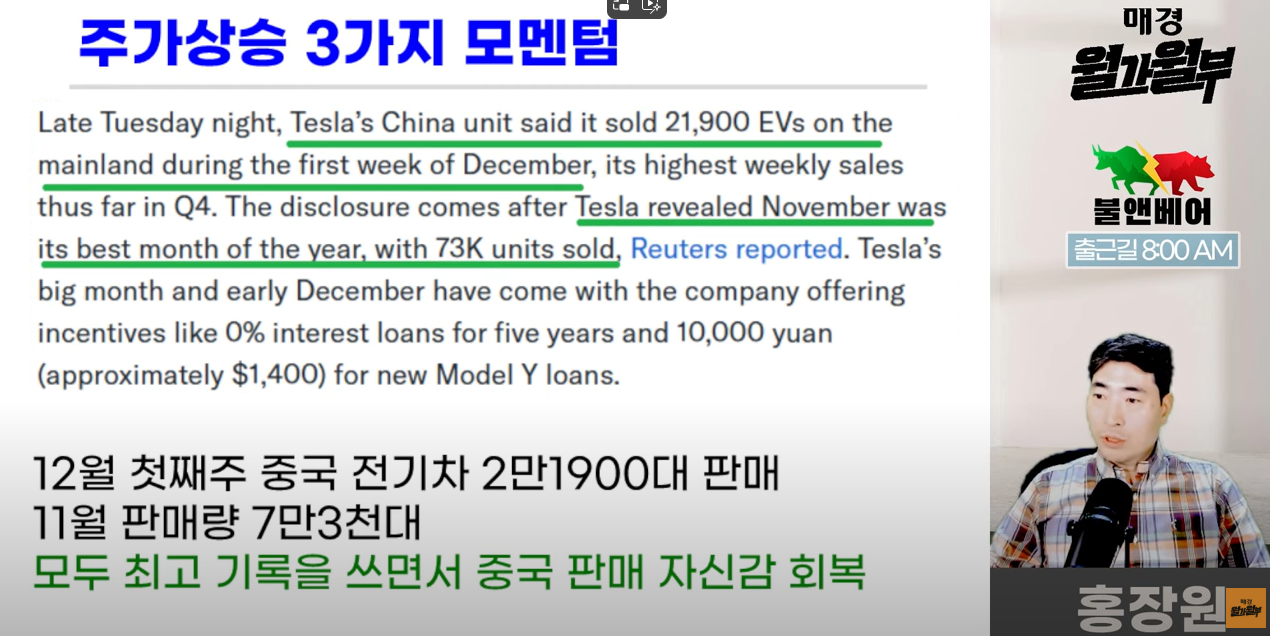 주가상승 3가지 모멘텀
Late Tuesday night, Tesla's China unit said it sold 21,900 EVs on the
mainland during the first week of December, its highest weekly sales
thus far in Q4. The disclosure comes after Tesla revealed November was
its best month of the year, with 73K units sold, Reuters reported. Tesla's
big month and early December have come with the company offering
incentives like 0% interest loans for five years and 10,000 yuan
(approximately $1,400) for new Model Y loans.
12월 첫째주 중국 전기차 2만1900대 판매
11월 판매량 7만3천대
모두 최고 기록을 쓰면서 중국 판매 자신감 회복
매경
월가월부
불앤베어
출근길 8:00 AM
홍장원
매경
월가월부